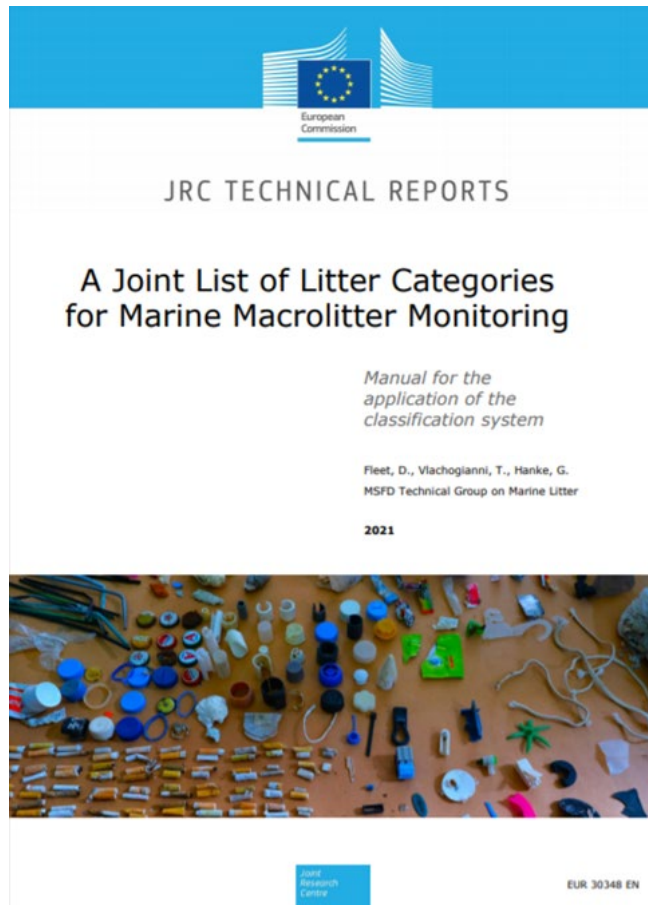 European
Commission
JRC TECHNICAL REPORTS
A Joint List of Litter Categories
for Marine Macrolitter Monitoring
Manual for the
application of the
classification system
Fleet, D., Vlachogianni, T., Hanke, G.
MSFD Technical Group on Marine Litter
2021
Joint
Research
Centre
EUR 30348 EN